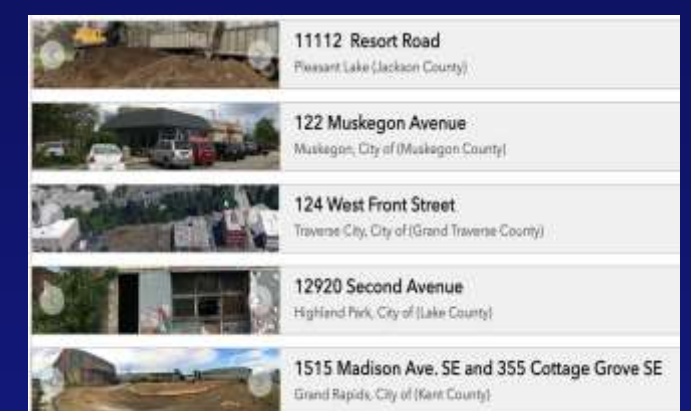 11112 Resort Road
Pleasant Lake (Jackson County)
122 Muskegon Avenue
Muskegon, City of (Muskegon County)
124 West Front Street
Traverse City, City of (Grand Traverse County)
12920 Second Avenue
Highland Park, City of (Lake County)
1515 Madison Ave. SE and 355 Cottage Grove SE
Grand Rapids, City of (Kent County)